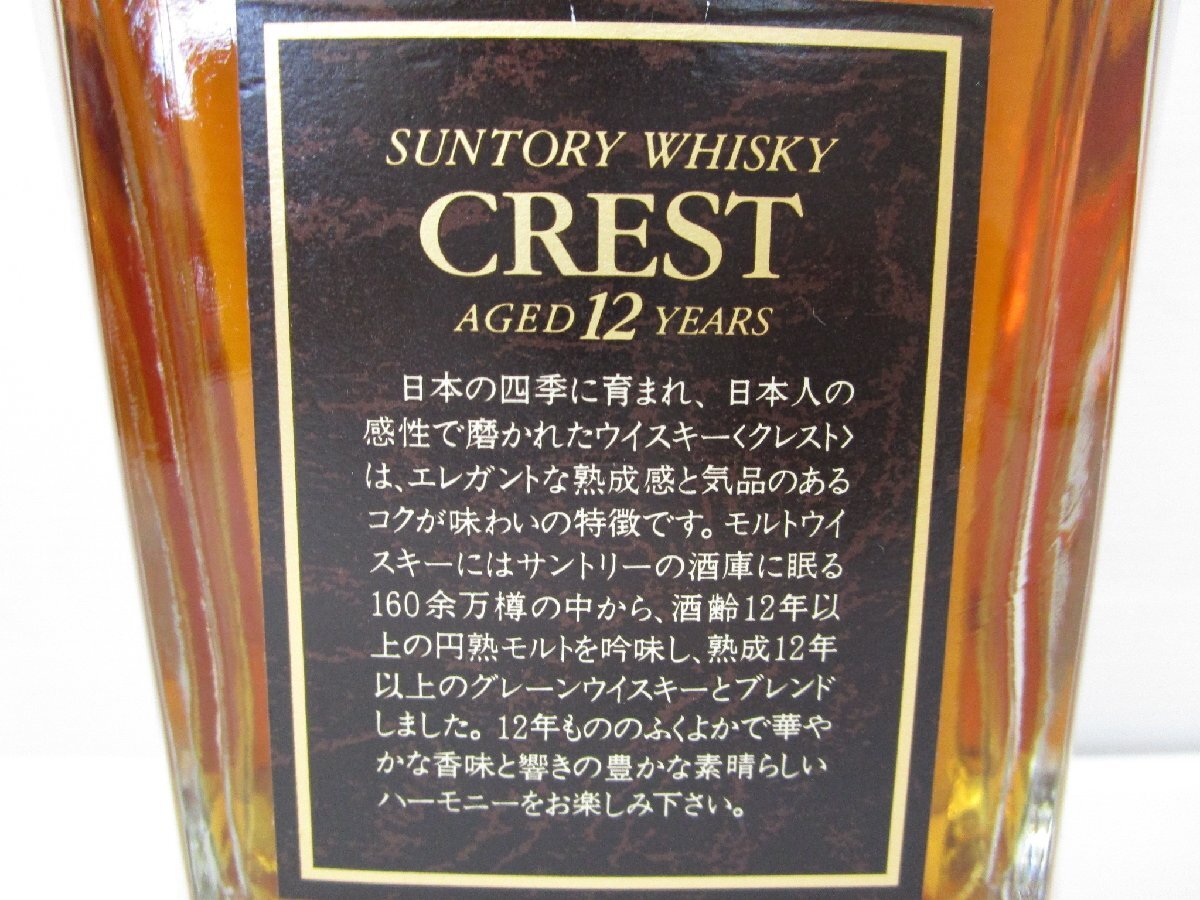 SUNTORY WHISKY
CREST
AGED 12 YEARS
日本の四季に育まれ、日本人の
感性で磨かれたウイスキー〈クレスト〉
は、エレガントな熟成感と気品のある
コクが味わいの特徴です。モルトウイ
スキーにはサントリーの酒庫に眠る
160余万樽の中から、酒齢12年以
上の円熟モルトを吟味し、熟成12年
以上のグレーンウイスキーとブレンド
しました。12年もののふくよかで華や
かな香味と響きの豊かな素晴らしい
ハーモニーをお楽しみ下さい。